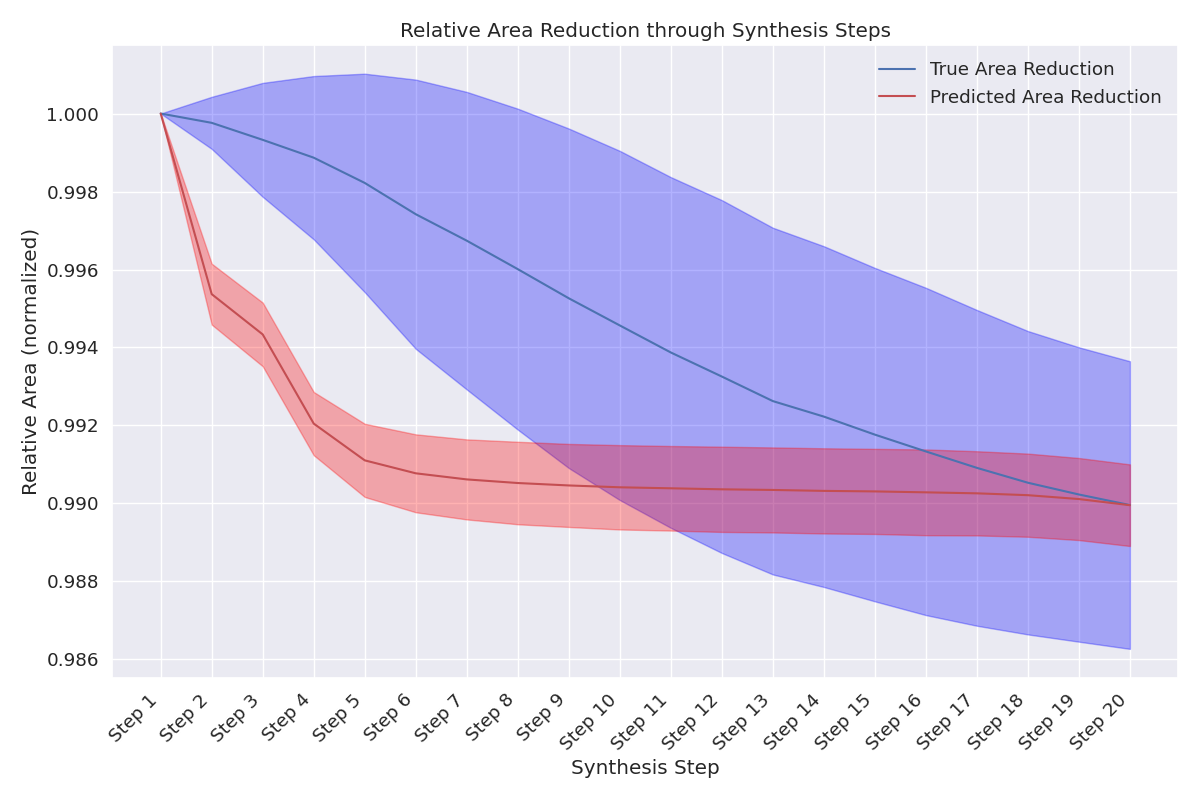 Relative Area Reduction through Synthesis Steps
True Area Reduction
Predicted Area Reduction
Relative Area (normalized)
1.000
0.998
0.996
0.994
0.992
0.990
0.988
0.986
Step 1
Step 2
Step 3
Step 4
Step 5
Step 6
Step 7
Step 8
Step 9
Step 10
Step 11
Step 12
Step 13
Step 14
Step 15
Step 16
Step 17
Step 18
Step 19
Step 20
Synthesis Step